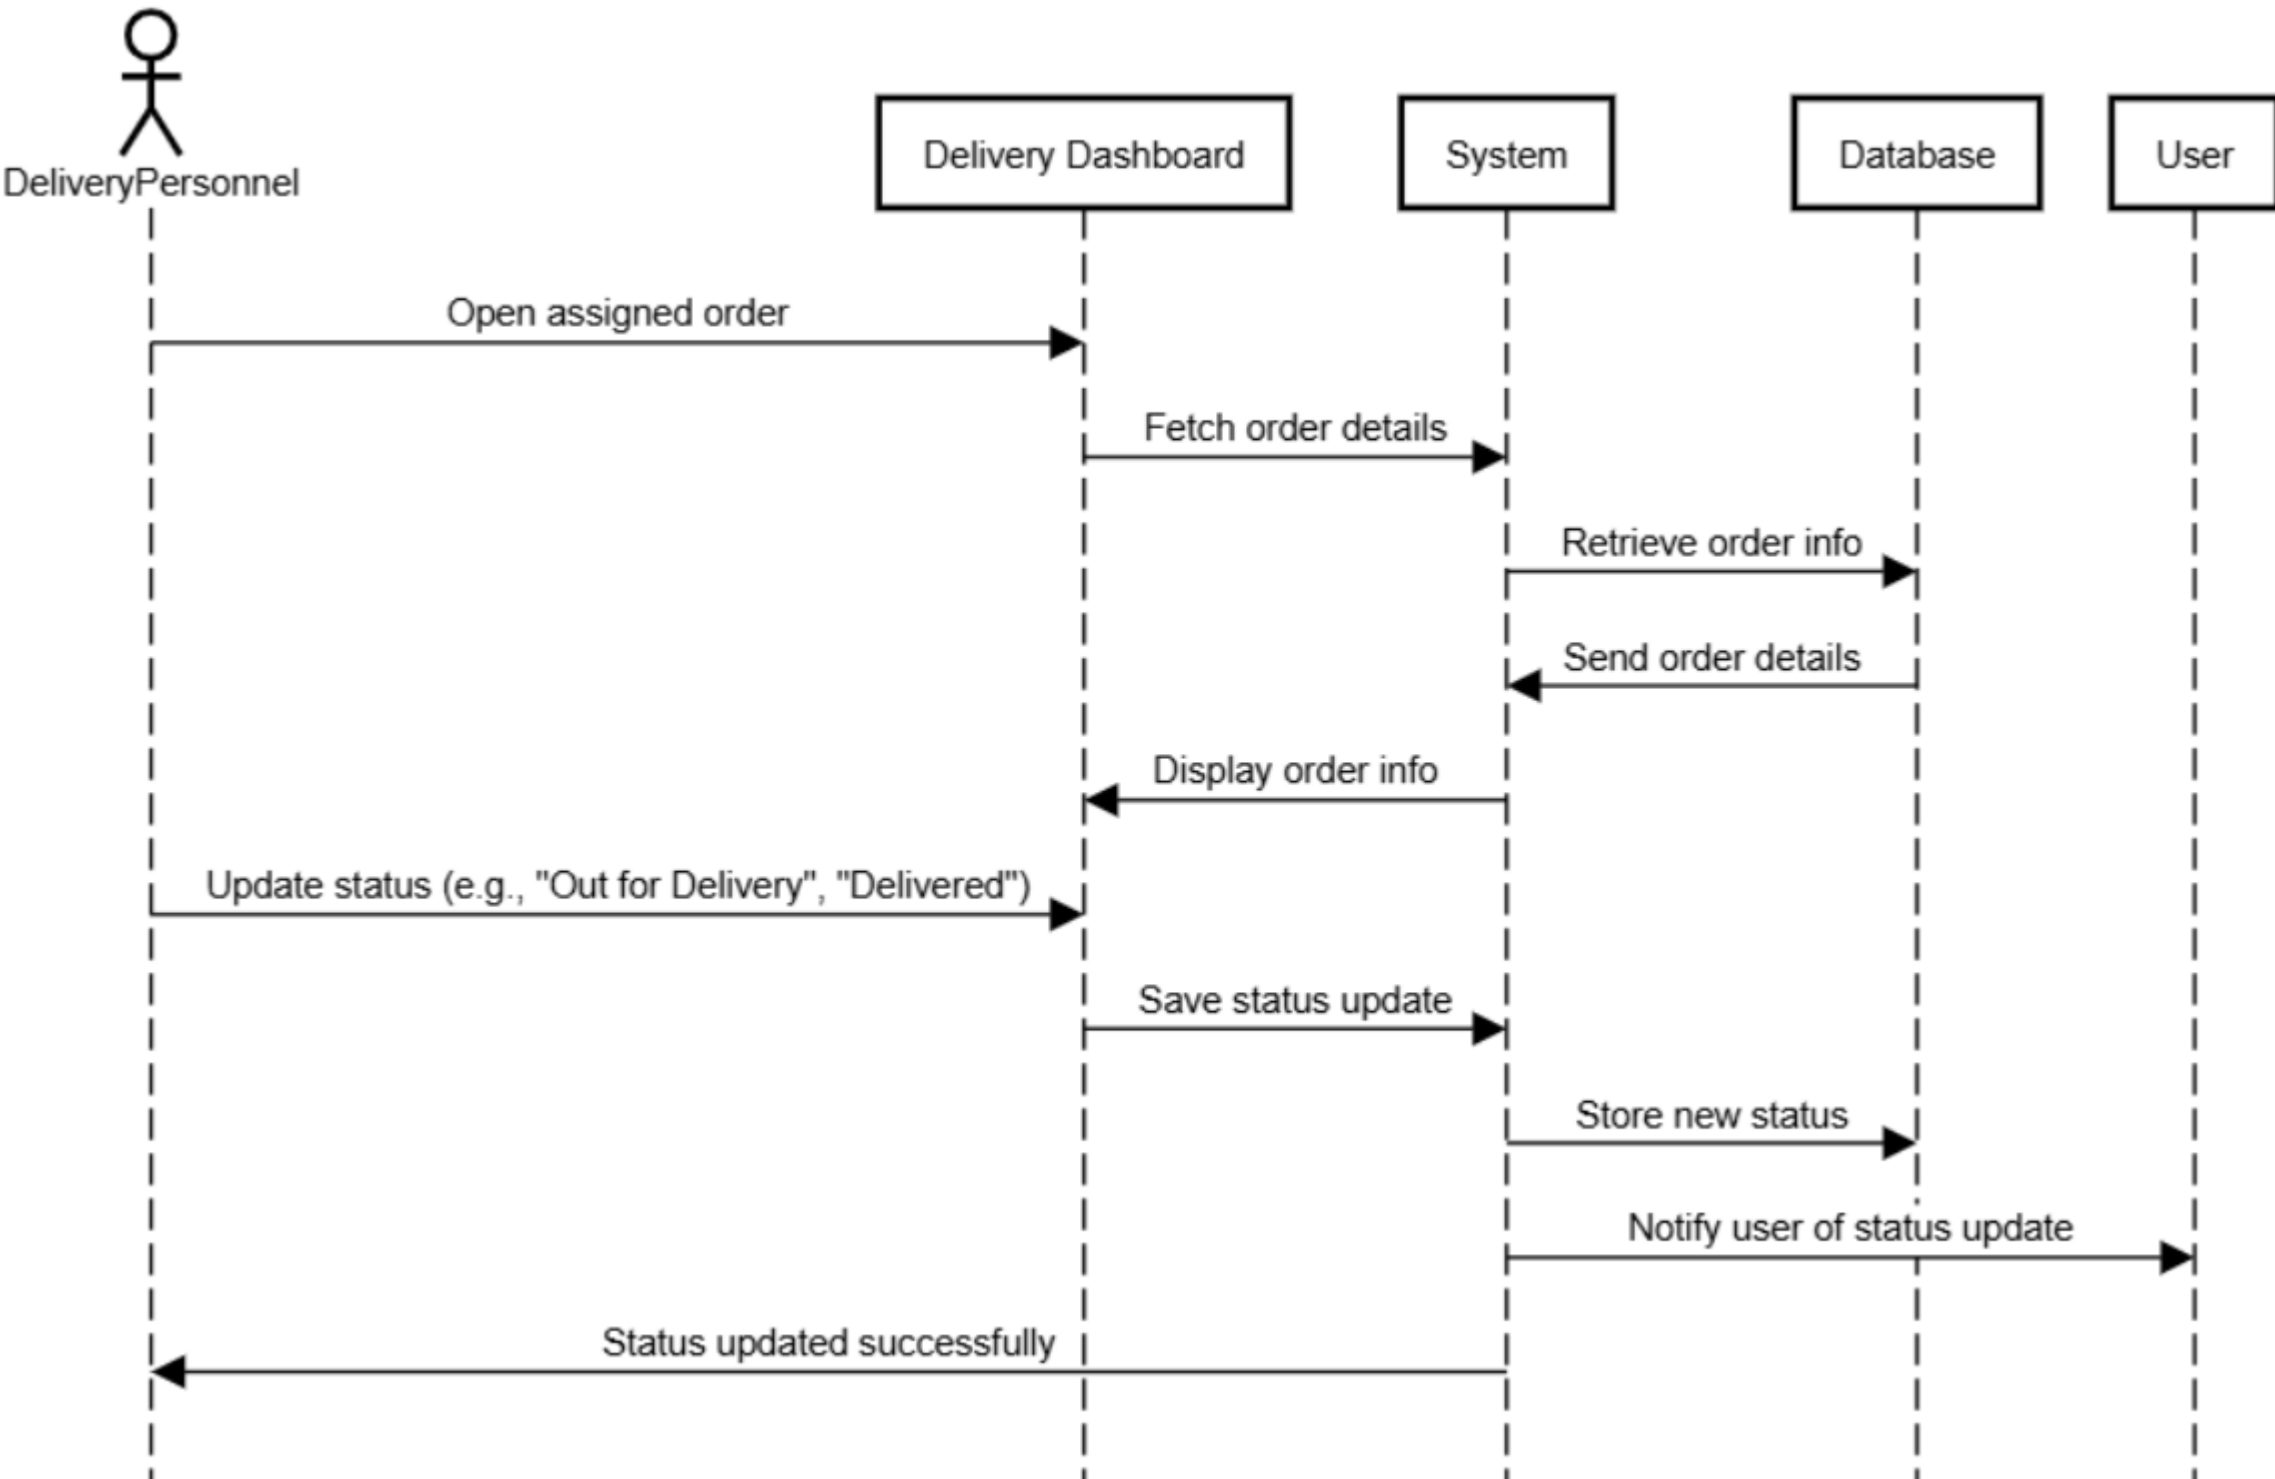 DeliveryPersonnel
Delivery Dashboard
System
Database
User
Open assigned order
Fetch order details
Retrieve order info
Send order details
Display order info
Update status (e.g., "Out for Delivery", "Delivered")
Save status update
Store new status
Notify user of status update
Status updated successfully